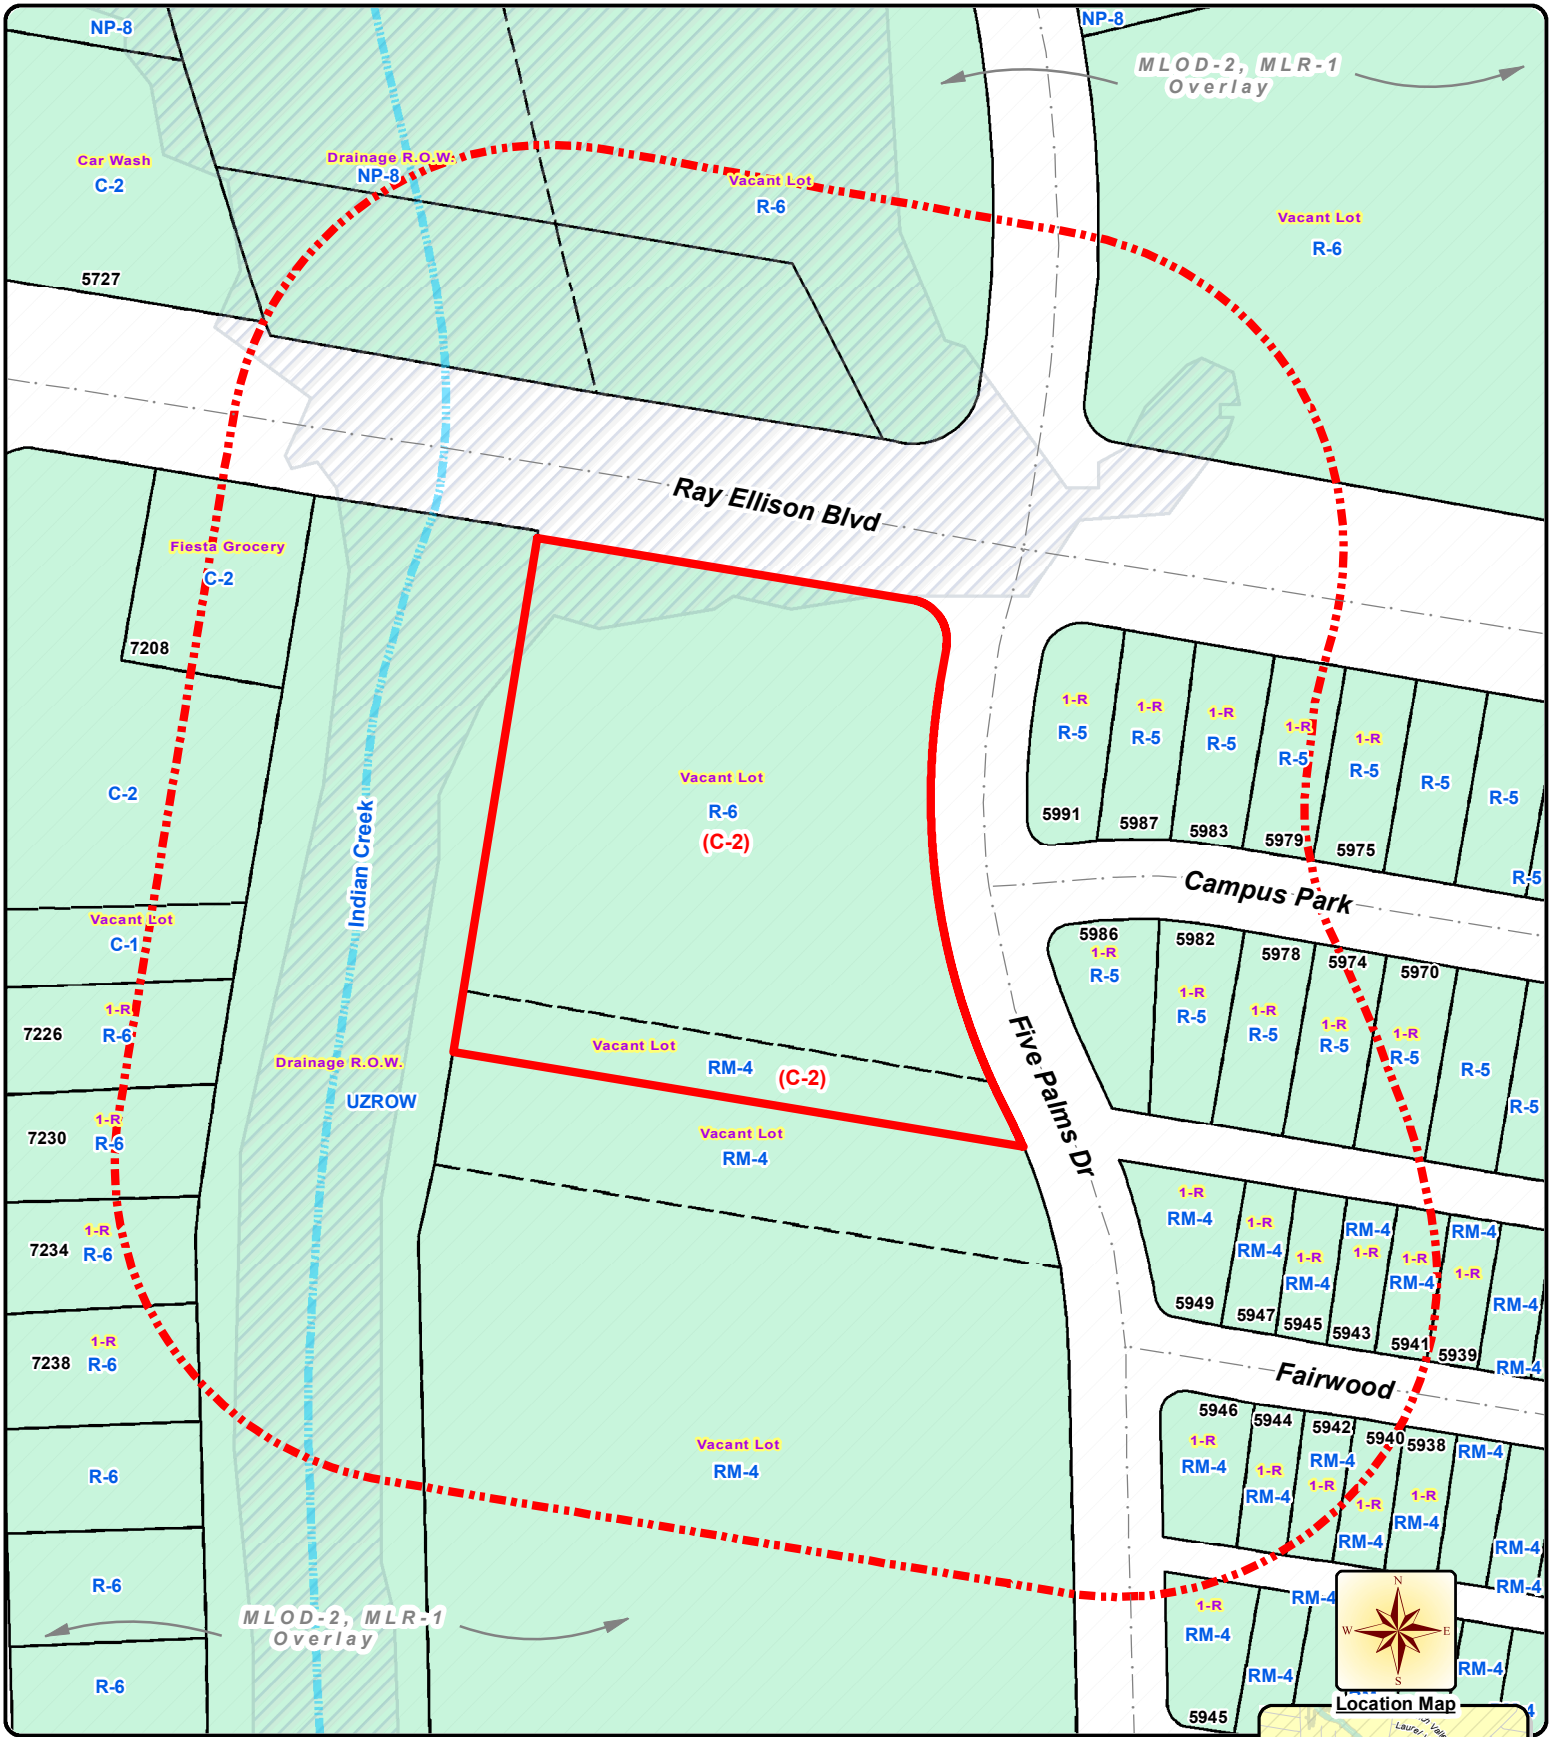 NP-8
NP-8
MLOD-2, MLR-1
Overlay
Car Wash
C-2
Drainage R.O.W.
NP-8
Vacant Lot
R-6
Vacant Lot
R-6
5727
Ray Ellison Blvd
Fiesta Grocery
C-2
7208
1-R
R-5
5991
1-R
R-5
5987
1-R
R-5
5983
1-R
R-5
5979
1-R
R-5
5975
R-5
R-5
R-5
Vacant Lot
R-6
(C-2)
C-2
Indian Creek
Campus Park
Vacant Lot
C-1
5986
1-R
R-5
5982
1-R
R-5
5978
1-R
R-5
5974
1-R
R-5
5970
1-R
R-5
R-5
R-5
7226
1-R
R-6
Five Palms Dr
Vacant Lot
RM-4
(C-2)
Drainage R.O.W.
UZROW
7230
1-R
R-6
Vacant Lot
RM-4
7234
1-R
R-6
1-R
RM-4
5949
1-R
RM-4
5947
1-R
RM-4
5945
RM-4
1-R
5943
1-R
RM-4
5941
RM-4
1-R
5939
RM-4
RM-4
7238
1-R
R-6
Fairwood
5946
1-R
RM-4
5944
1-R
RM-4
5942
RM-4
1-R
5940
1-R
RM-4
5938
1-R
RM-4
RM-4
RM-4
RM-4
Vacant Lot
RM-4
R-6
R-6
MLOD-2, MLR-1
Overlay
R-6
1-R
RM-4
5945
RM-4
RM-4
RM-4
N
W
E
S
Location Map